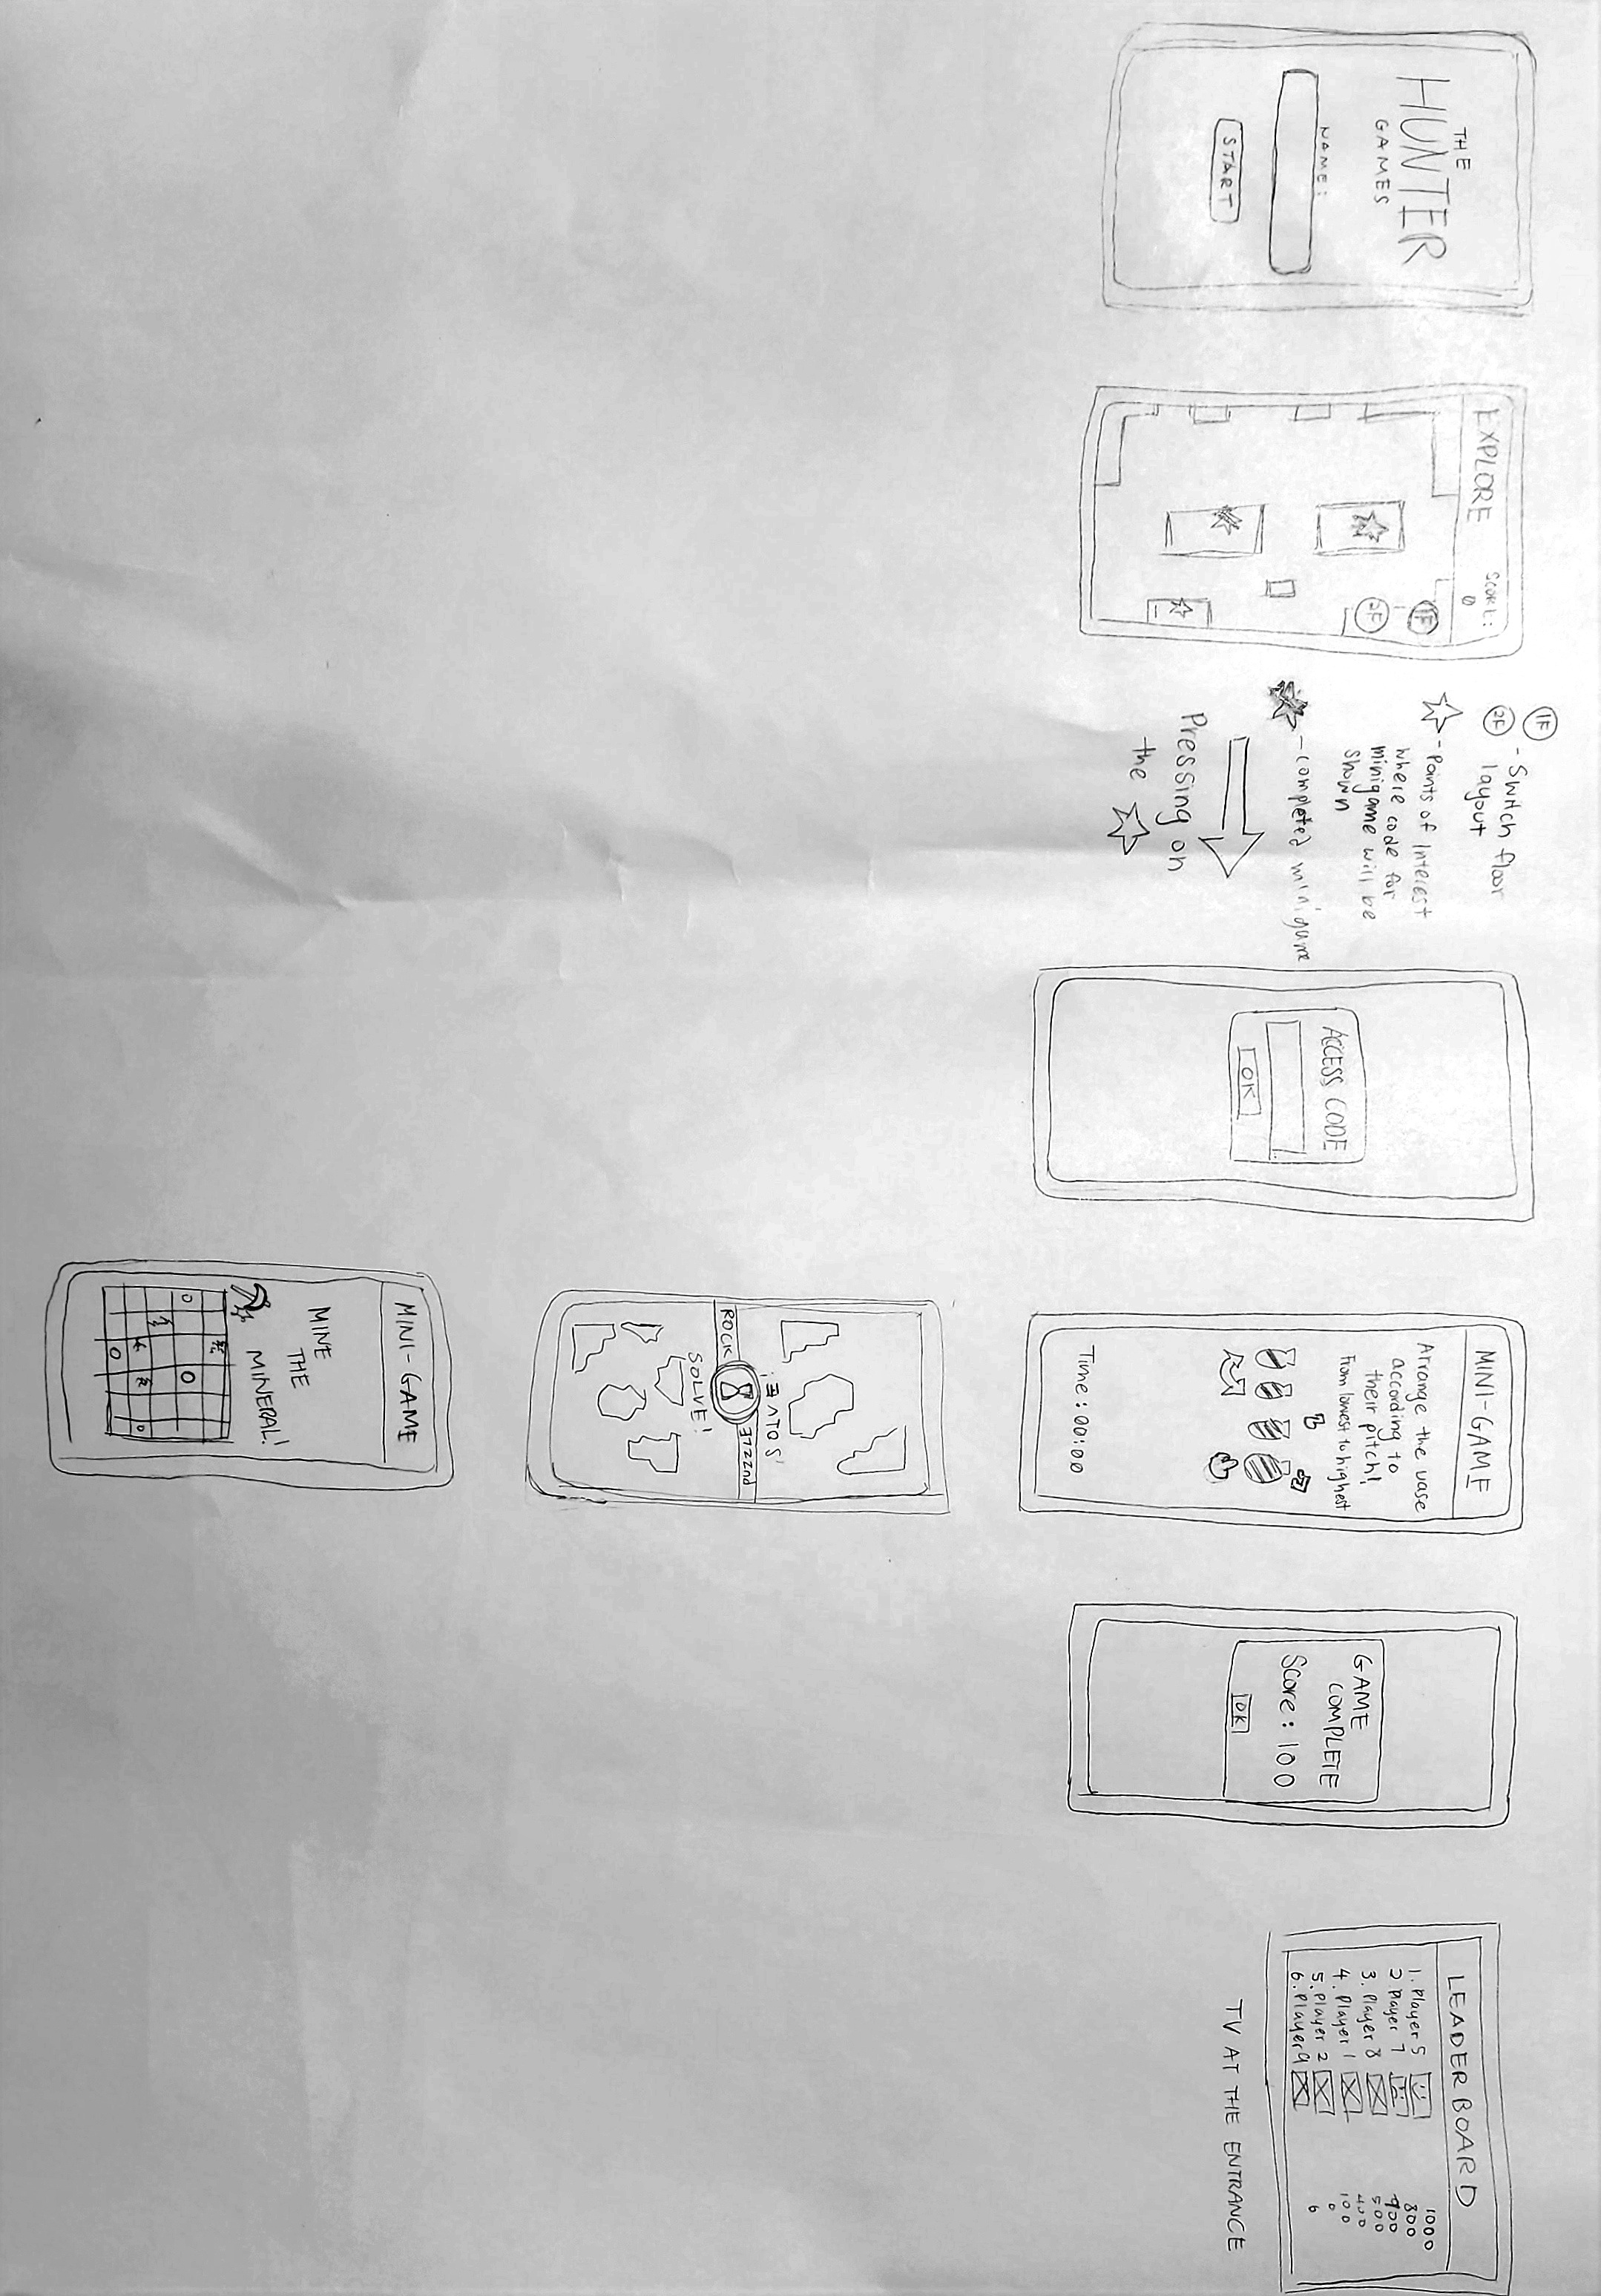 THE
HUNTER
GAMES
NAME:
START
EXPLORE
SCORE:
0
1F
2F
1F
2F
- Switch floor
layout
- Points of Interest
where code for
minigame will be
shown
- completed minigame
Pressing on
the
ACCESS CODE
OK
MINI-GAME
Arrange the vase
according to
their pitch!
From lowest to highest
Time: 00:00
GAME
COMPLETE
Score: 100
OK
LEADERBOARD
1. Player 5
2 Player 7
3. Player 8
4. Player 1
5. Player 2
6. Player 9
1000
800
900
500
400
100
0
0
TV AT THE ENTRANCE
SOLVE!
PUZZLE
ROCK
SOLVE!
MINI-GAME
MINE
THE
MINERAL!